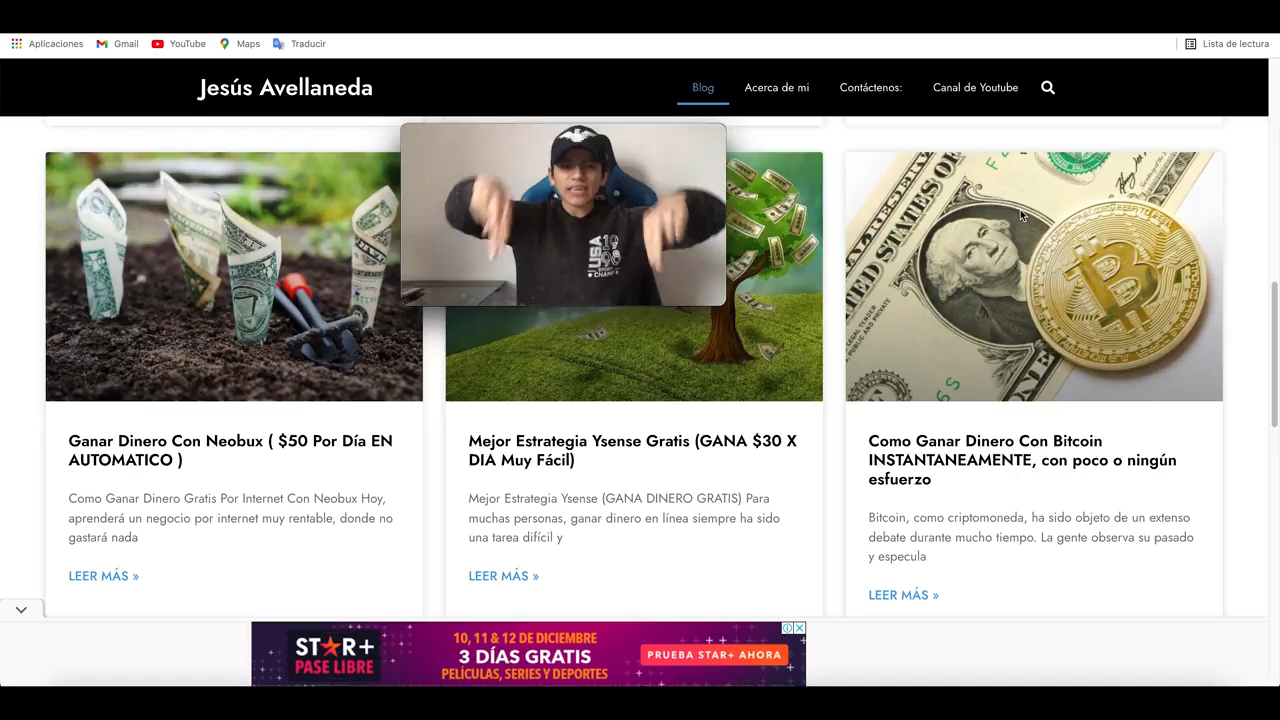 Aplicaciones
Gmail
YouTube
Maps
Traducir
Lista de lectura
Jesús Avellaneda
Blog
Acerca de mi
Contáctenos:
Canal de Youtube
USA
1990
SPORT
CHAMP
Ganar Dinero Con Neobux ( $50 Por Día EN
AUTOMATICO )
Como Ganar Dinero Gratis Por Internet Con Neobux Hoy,
aprenderá un negocio por internet muy rentable, donde no
gastará nada
LEER MÁS »
Mejor Estrategia Ysense Gratis (GANA $30 X
DIA Muy Fácil)
Mejor Estrategia Ysense (GANA DINERO GRATIS) Para
muchas personas, ganar dinero en línea siempre ha sido
una tarea difícil y
LEER MÁS »
Como Ganar Dinero Con Bitcoin
INSTANTANEAMENTE, con poco o ningún
esfuerzo
Bitcoin, como criptomoneda, ha sido objeto de un extenso
debate durante mucho tiempo. La gente observa su pasado
y especula
LEER MÁS »
STAR+
PASE LIBRE
10, 11 & 12 DE DICIEMBRE
3 DÍAS GRATIS
PELÍCULAS, SERIES Y DEPORTES
PRUEBA STAR+ AHORA